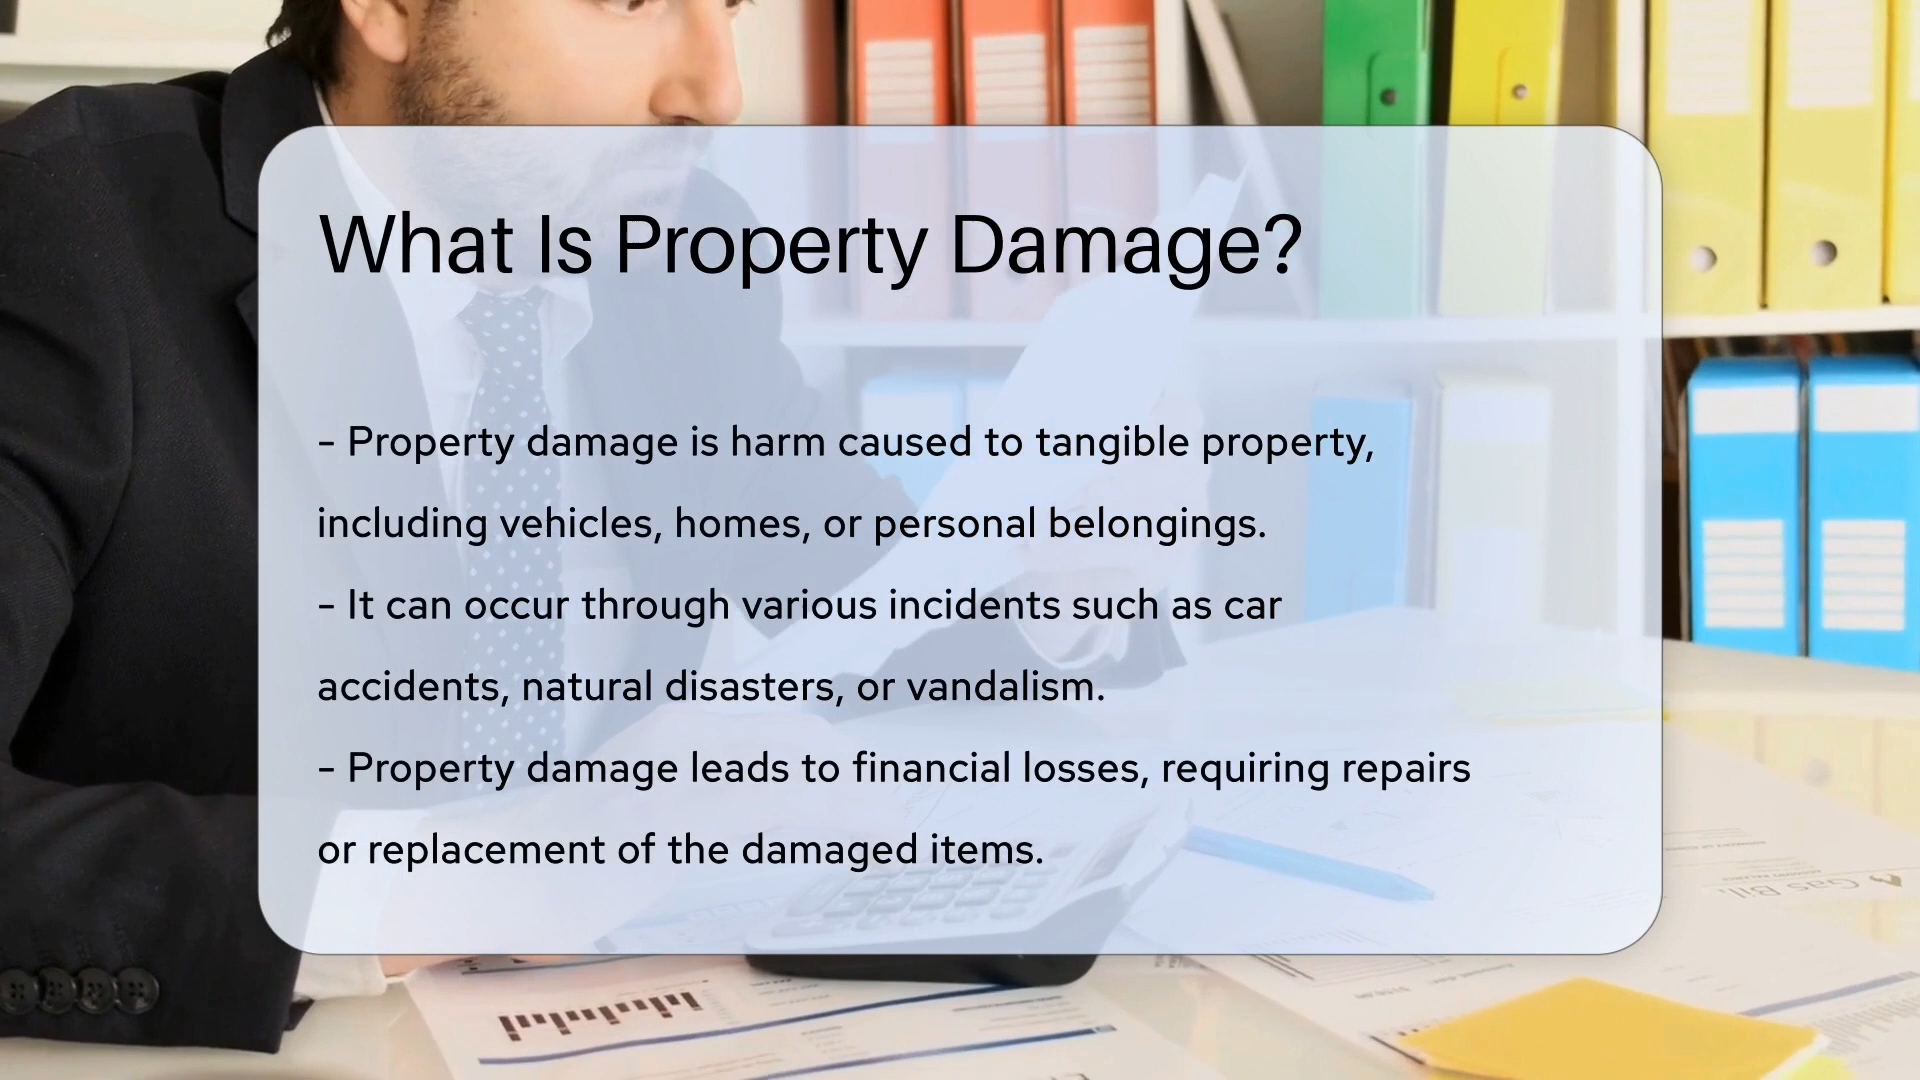 What Is Property Damage?
- Property damage is harm caused to tangible property,
including vehicles, homes, or personal belongings.
- It can occur through various incidents such as car
accidents, natural disasters, or vandalism.
- Property damage leads to financial losses, requiring repairs
or replacement of the damaged items.
Gas Bill